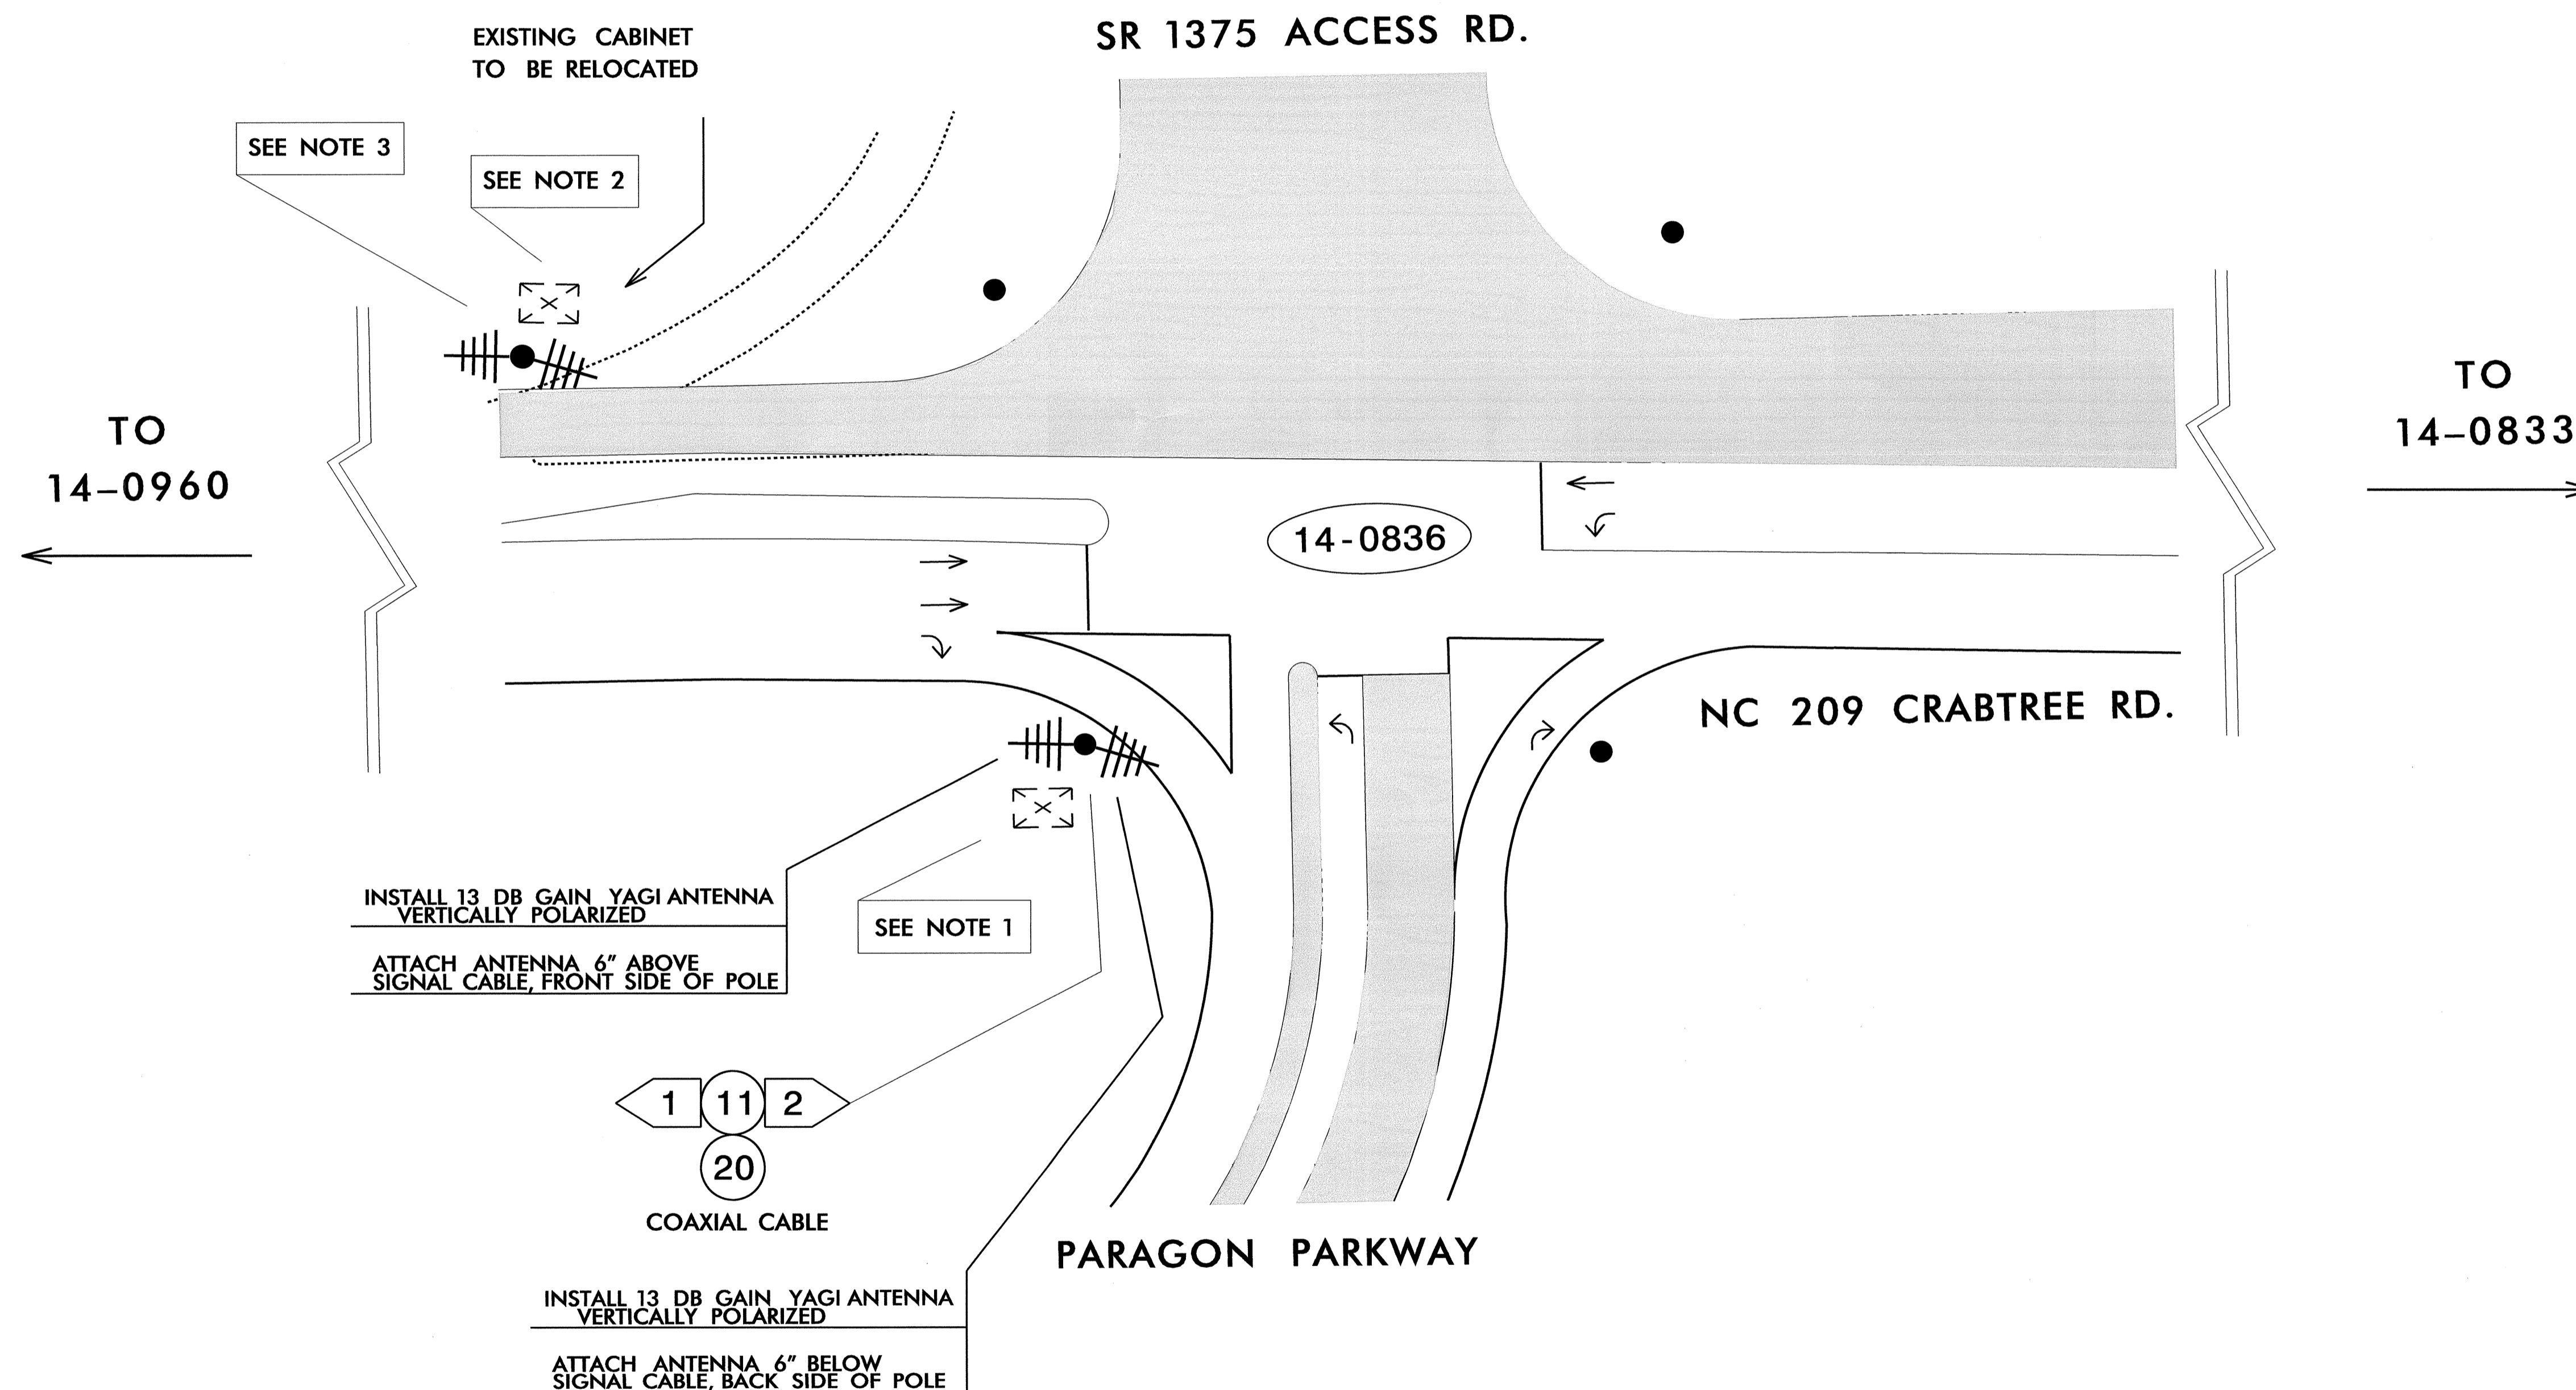 SR 1375 ACCESS RD.
EXISTING CABINET
TO BE RELOCATED
SEE NOTE 3
SEE NOTE 2
TO
14-0960
TO
14-0833
14-0836
NC 209 CRABTREE RD.
INSTALL 13 DB GAIN YAGI ANTENNA
VERTICALLY POLARIZED
ATTACH ANTENNA 6" ABOVE
SIGNAL CABLE, FRONT SIDE OF POLE
SEE NOTE 1
1 11 2
20
COAXIAL CABLE
PARAGON PARKWAY
INSTALL 13 DB GAIN YAGI ANTENNA
VERTICALLY POLARIZED
ATTACH ANTENNA 6" BELOW
SIGNAL CABLE, BACK SIDE OF POLE